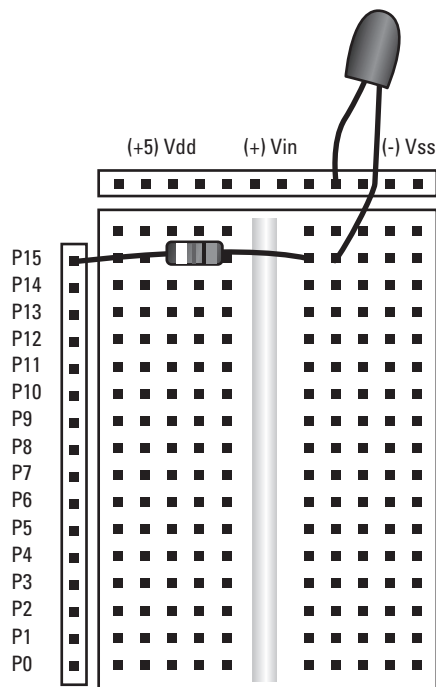 (+5) Vdd (+) Vin (-) Vss
P15
P14
P13
P12
P11
P10
P9
P8
P7
P6
P5
P4
P3
P2
P1
P0